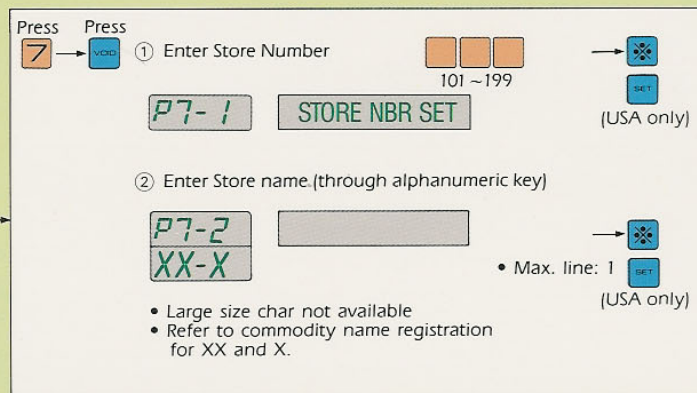 Press Press
7 VOID ① Enter Store Number ※
101 ~199 SET
P7-1 STORE NBR SET (USA only)
② Enter Store name (through alphanumeric key)
P7-2 ※
XX-X • Max. line: 1 SET
(USA only)
• Large size char not available
• Refer to commodity name registration
for XX and X.